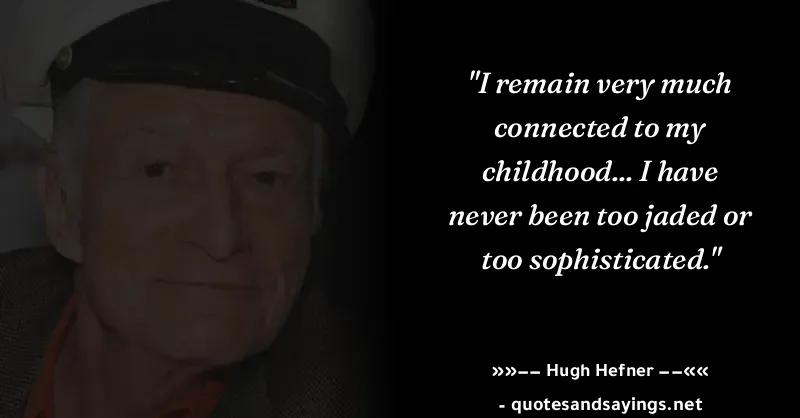 "I remain very much
connected to my
childhood... I have
never been too jaded or
too sophisticated."
»»–– Hugh Hefner ––««
- quotesandsayings.net